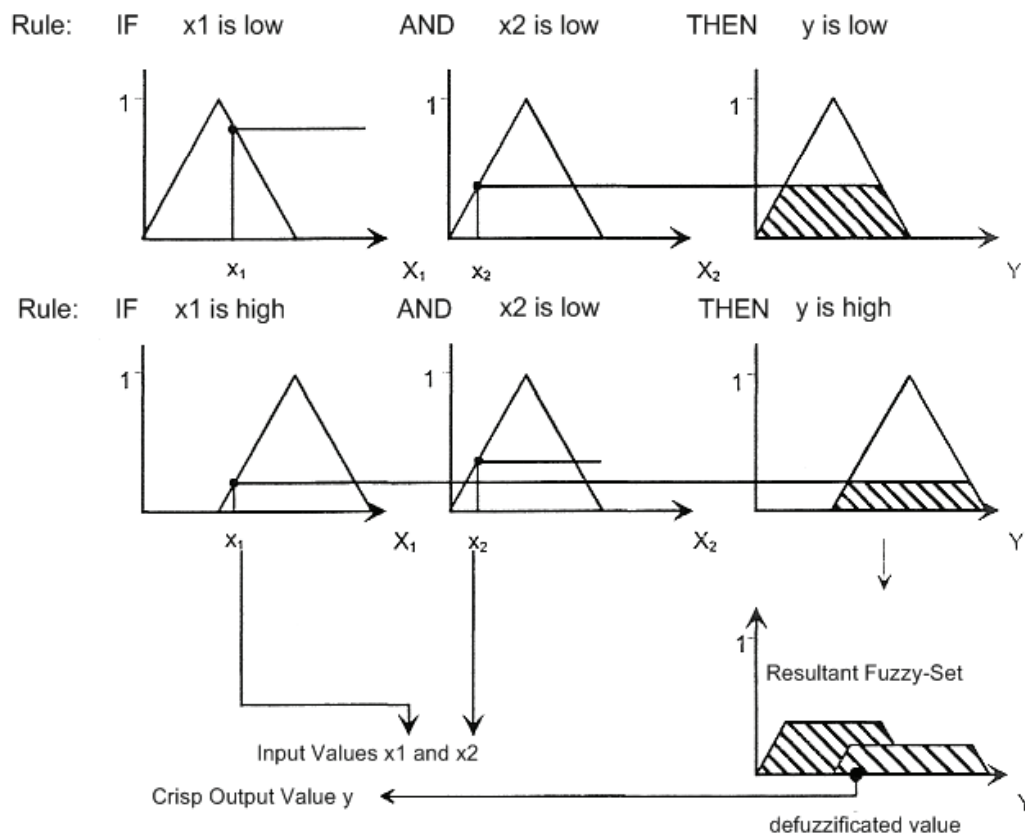 Rule: IF x1 is low AND x2 is low THEN y is low
1 1 1
x₁ X₁ x₂ X₂ Y
Rule: IF x1 is high AND x2 is low THEN y is high
1 1 1
x₁ X₁ x₂ X₂ Y
1
Resultant Fuzzy-Set
Input Values x1 and x2
Crisp Output Value y
Y
defuzzificated value